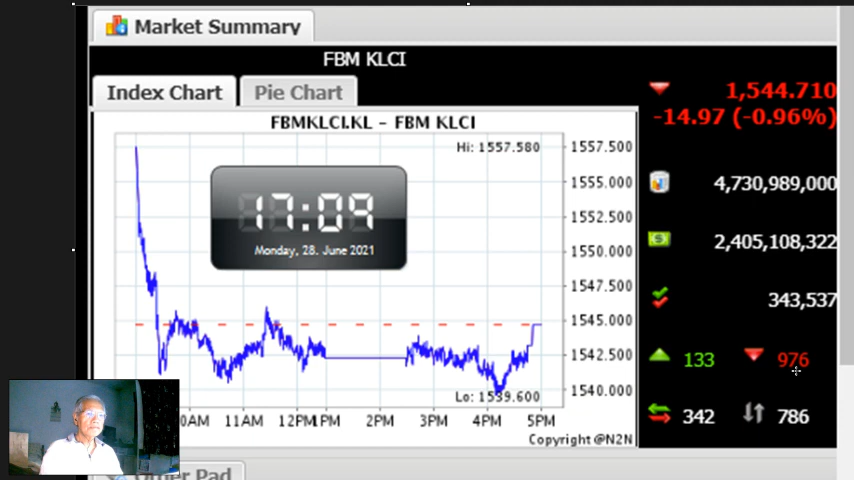 Market Summary
FBM KLCI
Index Chart
Pie Chart
FBMKLCI.KL - FBM KLCI
Hi: 1557.580
1557.500
1555.000
1552.500
1550.000
1547.500
1545.000
1542.500
1540.000
17:09
Monday, 28. June 2021
Lo: 1539.600
0AM 11AM 12PM 1PM 2PM 3PM 4PM 5PM
Copyright @N2N
1,544.710
-14.97 (-0.96%)
4,730,989,000
2,405,108,322
343,537
133 976
342 786
Order Pad